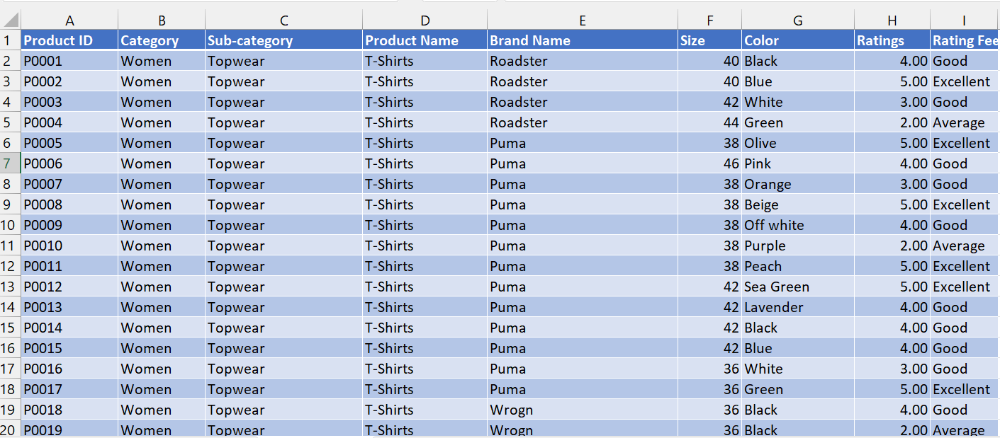 A B C D E F G H I
1 Product ID Category Sub-category Product Name Brand Name Size Color Ratings Rating Fee
2 P0001 Women Topwear T-Shirts Roadster 40 Black 4.00 Good
3 P0002 Women Topwear T-Shirts Roadster 40 Blue 5.00 Excellent
4 P0003 Women Topwear T-Shirts Roadster 42 White 3.00 Good
5 P0004 Women Topwear T-Shirts Roadster 44 Green 2.00 Average
6 P0005 Women Topwear T-Shirts Puma 38 Olive 5.00 Excellent
7 P0006 Women Topwear T-Shirts Puma 46 Pink 4.00 Good
8 P0007 Women Topwear T-Shirts Puma 38 Orange 3.00 Good
9 P0008 Women Topwear T-Shirts Puma 38 Beige 5.00 Excellent
10 P0009 Women Topwear T-Shirts Puma 38 Off white 4.00 Good
11 P0010 Women Topwear T-Shirts Puma 38 Purple 2.00 Average
12 P0011 Women Topwear T-Shirts Puma 38 Peach 5.00 Excellent
13 P0012 Women Topwear T-Shirts Puma 42 Sea Green 5.00 Excellent
14 P0013 Women Topwear T-Shirts Puma 42 Lavender 4.00 Good
15 P0014 Women Topwear T-Shirts Puma 42 Black 4.00 Good
16 P0015 Women Topwear T-Shirts Puma 42 Blue 4.00 Good
17 P0016 Women Topwear T-Shirts Puma 36 White 3.00 Good
18 P0017 Women Topwear T-Shirts Puma 36 Green 5.00 Excellent
19 P0018 Women Topwear T-Shirts Wrogn 36 Black 4.00 Good
20 P0019 Women Topwear T-Shirts Wrogn 36 Black 2.00 Average